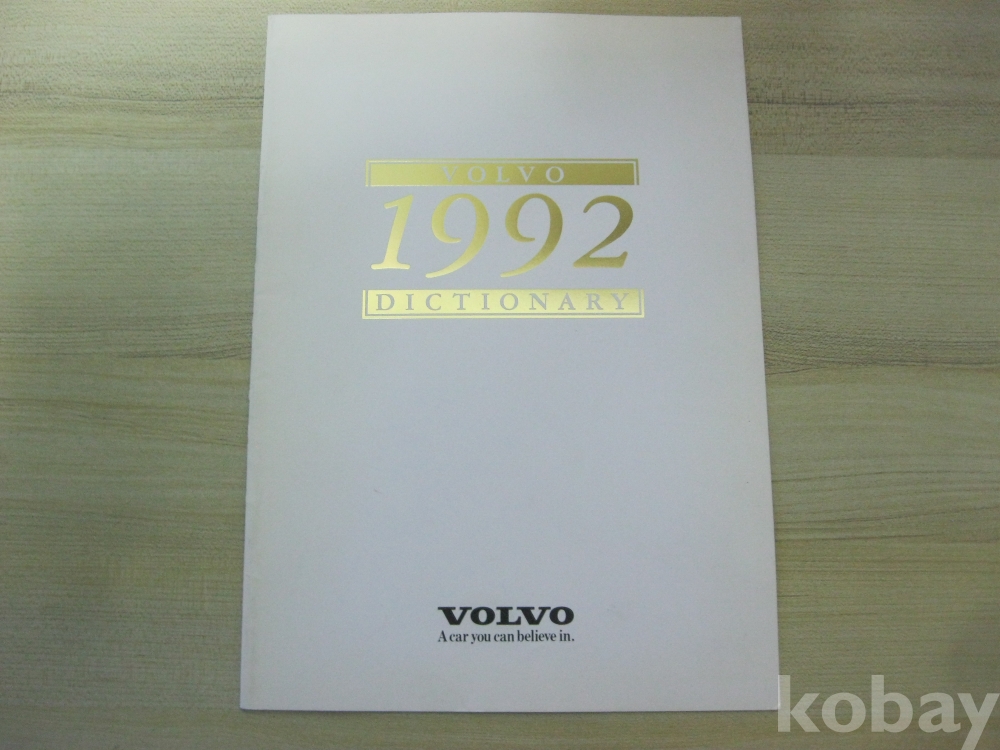 VOLVO
1992
DICTIONARY
VOLVO
A car you can believe in.
kobay